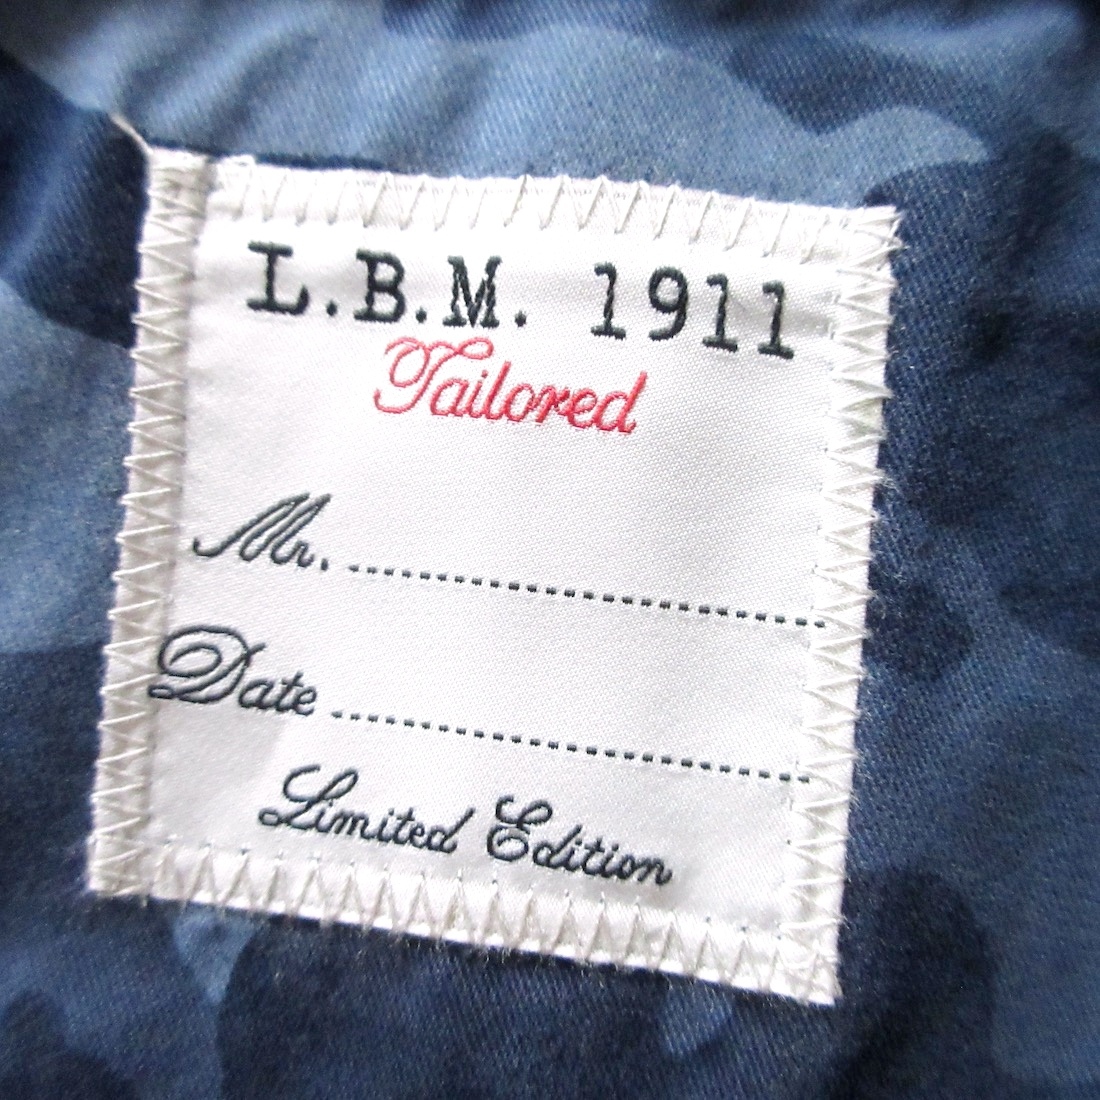 L.B.M. 1911
Tailored
Mr. ........................................
Date ........................................
Limited Edition